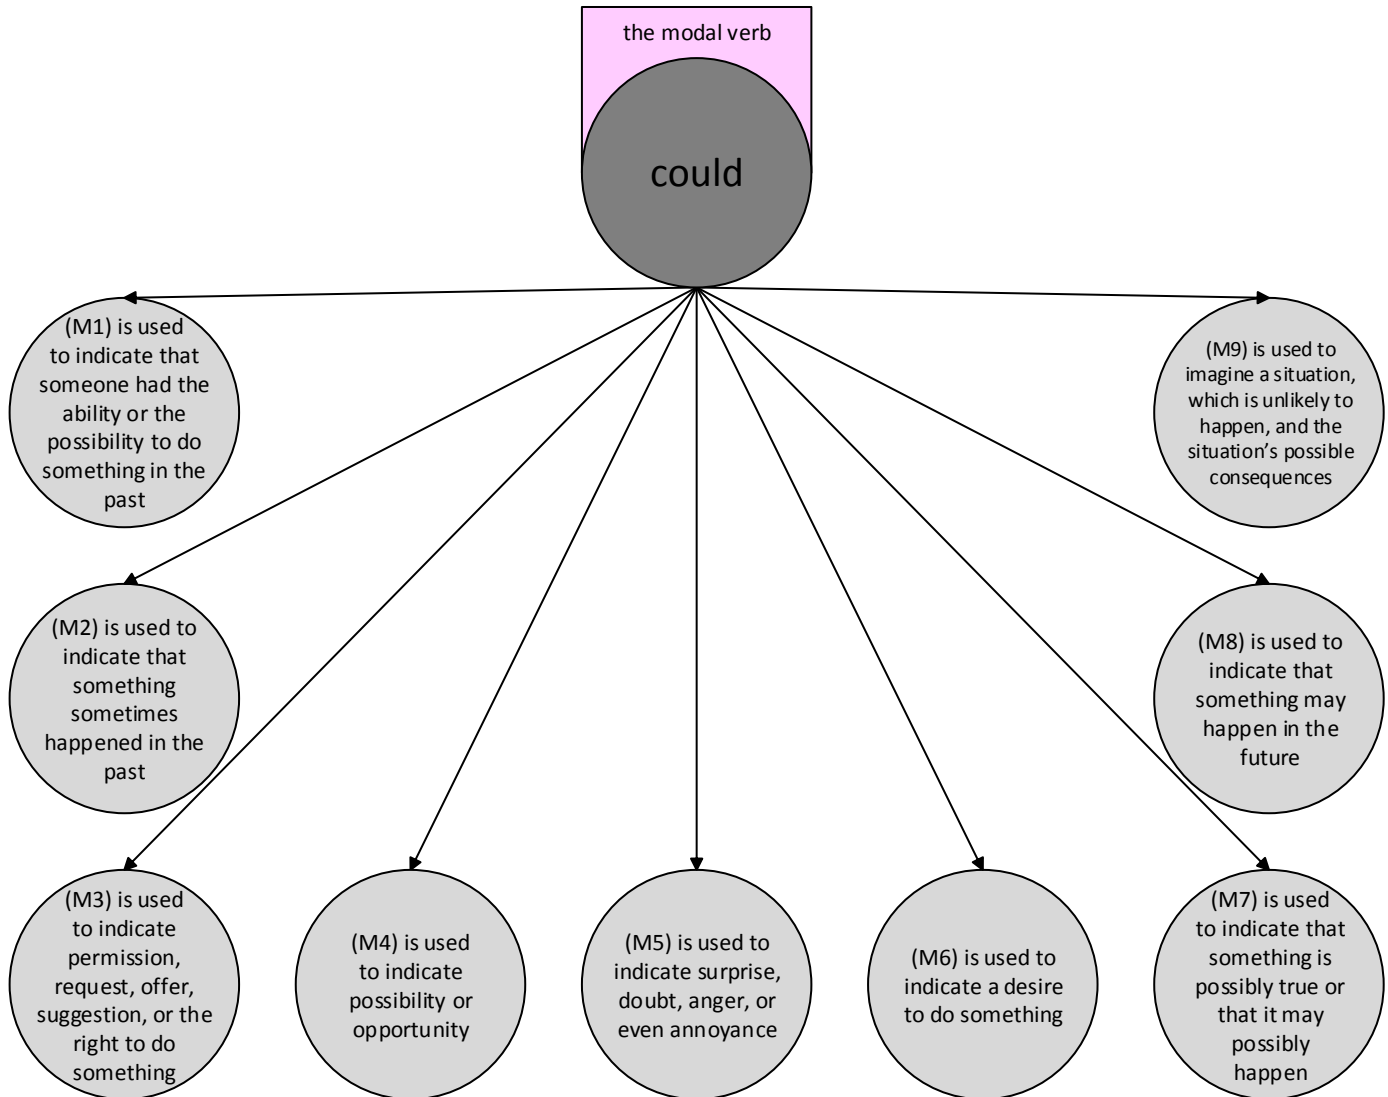 the modal verb
could
(M1) is used
to indicate that
someone had the
ability or the
possibility to do
something in the
past
(M2) is used to
indicate that
something
sometimes
happened in the
past
(M3) is used
to indicate
permission,
request, offer,
suggestion, or the
right to do
something
(M4) is used
to indicate
possibility or
opportunity
(M5) is used to
indicate surprise,
doubt, anger, or
even annoyance
(M6) is used to
indicate a desire
to do something
(M7) is used
to indicate that
something is
possibly true or
that it may
possibly
happen
(M8) is used to
indicate that
something may
happen in the
future
(M9) is used to
imagine a situation,
which is unlikely to
happen, and the
situation’s possible
consequences